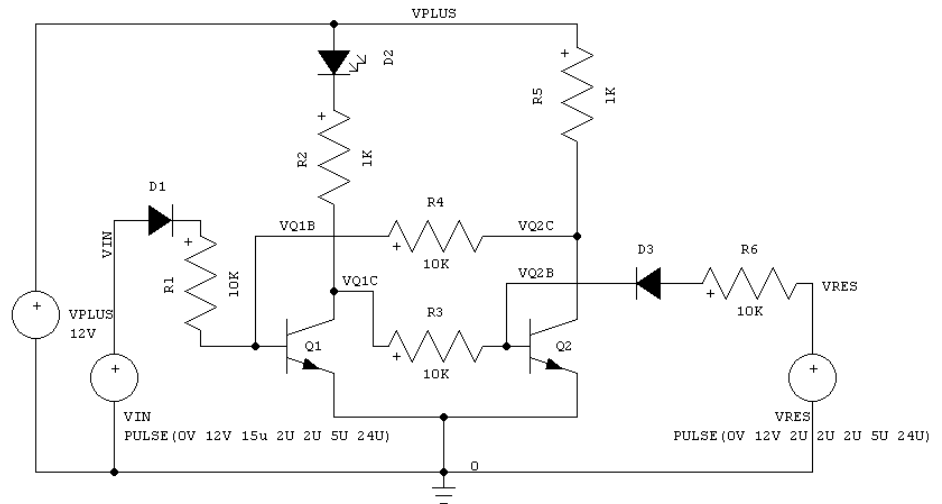 VPLUS
D2
R5
1K
R2
1K
D1
R4
VQ1B
VQ2C
10K
VIN
R1
10K
D3
R6
VQ2B
VQ1C
VRES
10K
R3
VPLUS
12V
Q1
Q2
10K
VIN
PULSE(0V 12V 15u 2U 2U 5U 24U)
VRES
PULSE(0V 12V 2U 2U 2U 5U 24U)
0